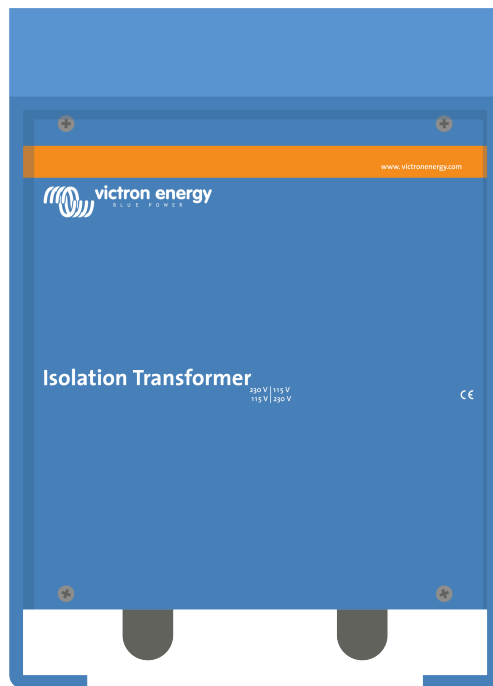 www. victronenergy.com
victron energy
BLUE POWER
Isolation Transformer
230 V | 115 V
115 V | 230 V
CE